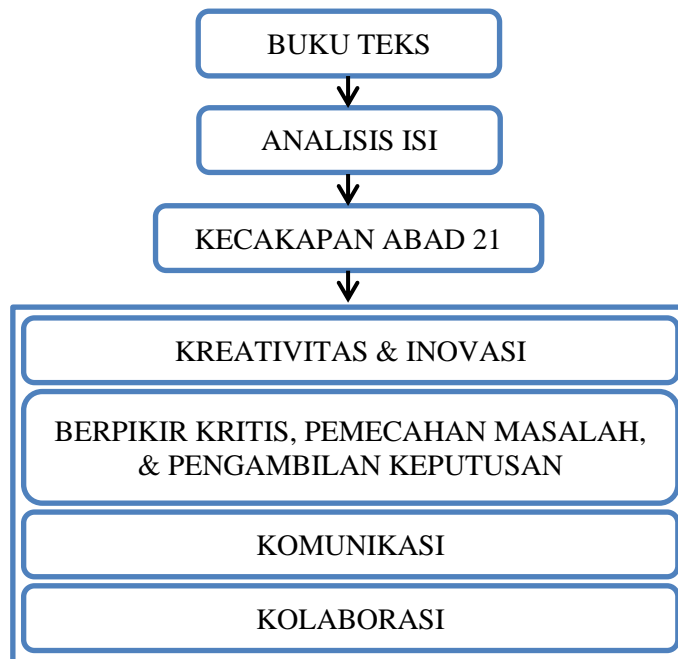 BUKU TEKS
ANALISIS ISI
KECAKAPAN ABAD 21
KREATIVITAS & INOVASI
BERPIKIR KRITIS, PEMECAHAN MASALAH,
& PENGAMBILAN KEPUTUSAN
KOMUNIKASI
KOLABORASI